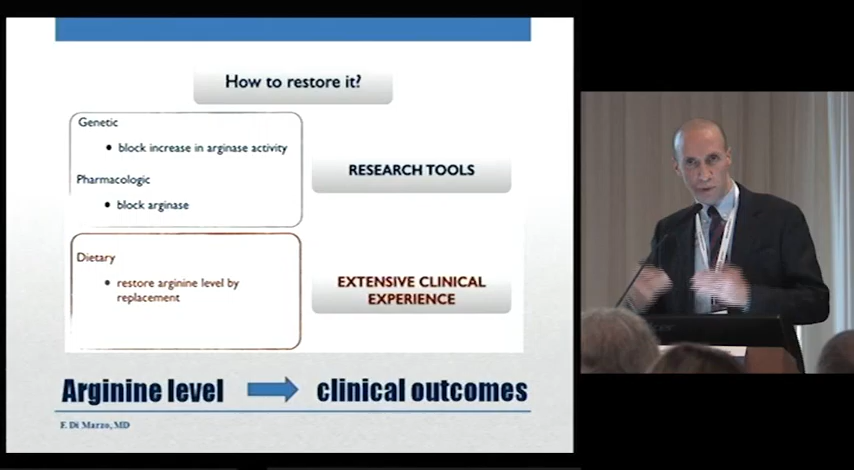 How to restore it?
Genetic
• block increase in arginase activity
Pharmacologic
• block arginase
RESEARCH TOOLS
Dietary
• restore arginine level by
replacement
EXTENSIVE CLINICAL
EXPERIENCE
Arginine level
clinical outcomes
F. Di Marzo, MD